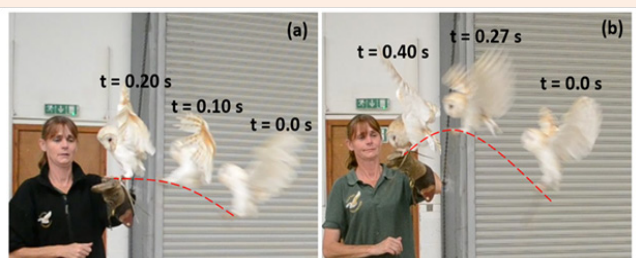 (a)
t = 0.20 s
t = 0.10 s
t = 0.0 s
(b)
t = 0.40 s
t = 0.27 s
t = 0.0 s